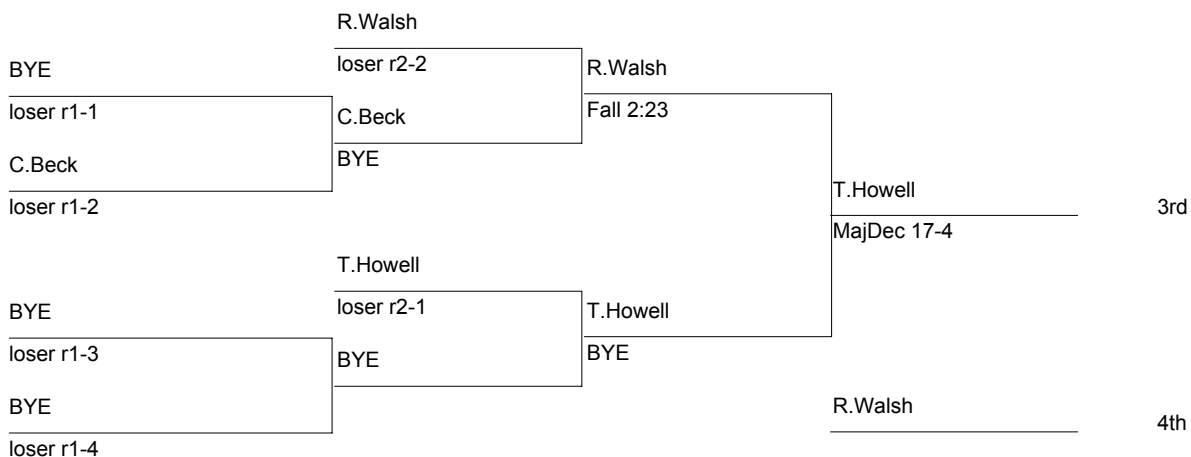 R.Walsh
loser r2-2
BYE
loser r1-1
C.Beck
BYE
C.Beck
loser r1-2
R.Walsh
Fall 2:23
T.Howell
loser r2-1
BYE
loser r1-3
BYE
BYE
loser r1-4
T.Howell
BYE
T.Howell
MajDec 17-4
3rd
R.Walsh
4th